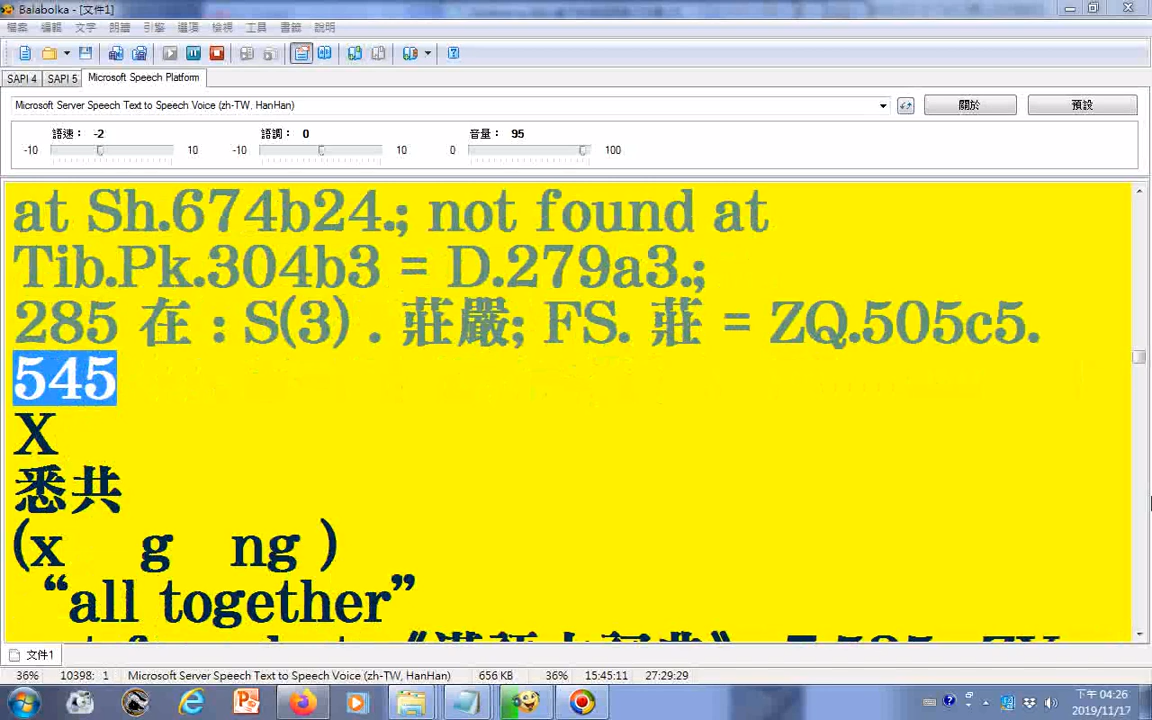 Balabolka - [文件1]
檔案 編輯 文字 朗讀 引擎 選項 檢視 工具 書籤 說明
SAPI 4 SAPI 5 Microsoft Speech Platform
Microsoft Server Speech Text to Speech Voice (zh-TW, HanHan)
關於 預設
語速： -2 語調： 0 音量： 95
-10 10 -10 10 0 100
at Sh.674b24.; not found at
Tib.Pk.304b3 = D.279a3.;
285 在 : S(3) . 莊嚴; FS. 莊 = ZQ.505c5.
545
X
悉共
(x g ng )
“all together”
文件1
36% 10398: 1 Microsoft Server Speech Text to Speech Voice (zh-TW, HanHan) 656 KB 36% 15:45:11 27:29:29
下午 04:26
2019/11/17